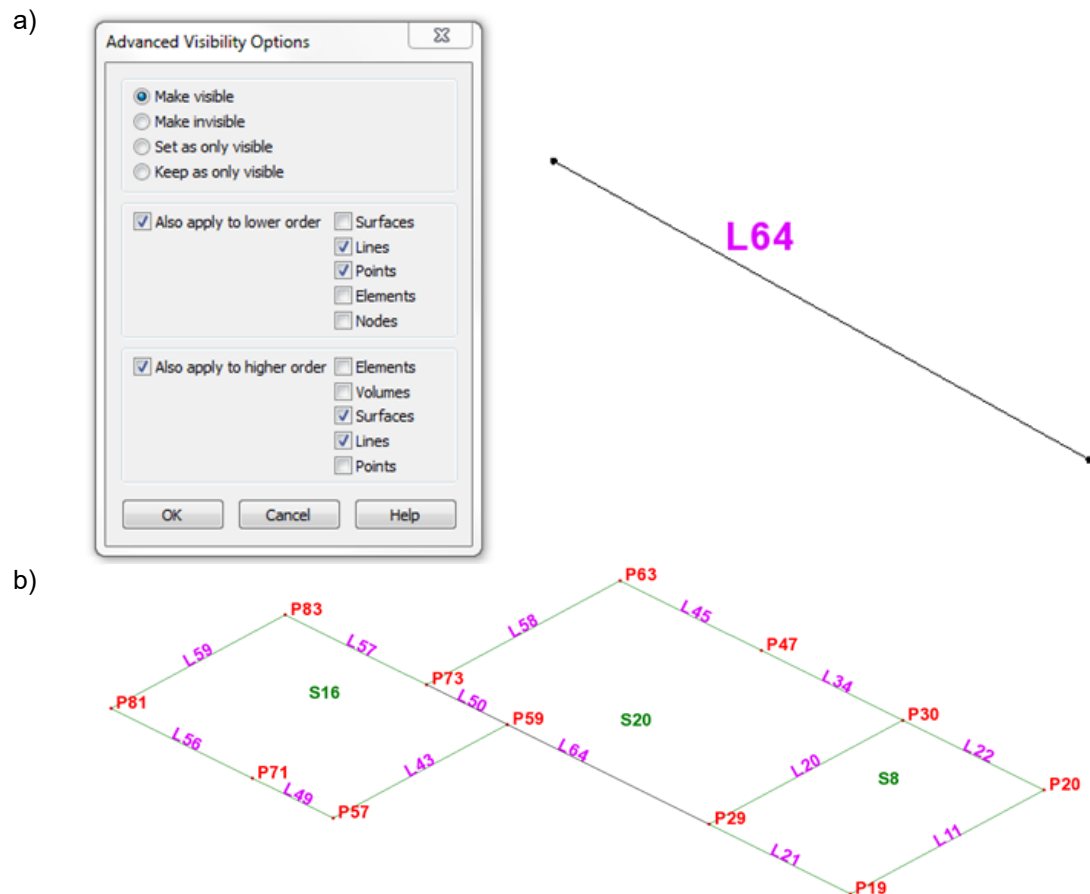 a)
Advanced Visibility Options
Make visible
Make invisible
Set as only visible
Keep as only visible
Also apply to lower order
Surfaces
Lines
Points
Elements
Nodes
Also apply to higher order
Elements
Volumes
Surfaces
Lines
Points
OK Cancel Help
L64
b)
P63
P83
L58
L45
L59
L57
P47
P73
L34
P81
S16
L50
P59
S20
P30
L56
L43
L64
L20
L22
P71
S8
L49
P57
P29
P20
L11
L21
P19